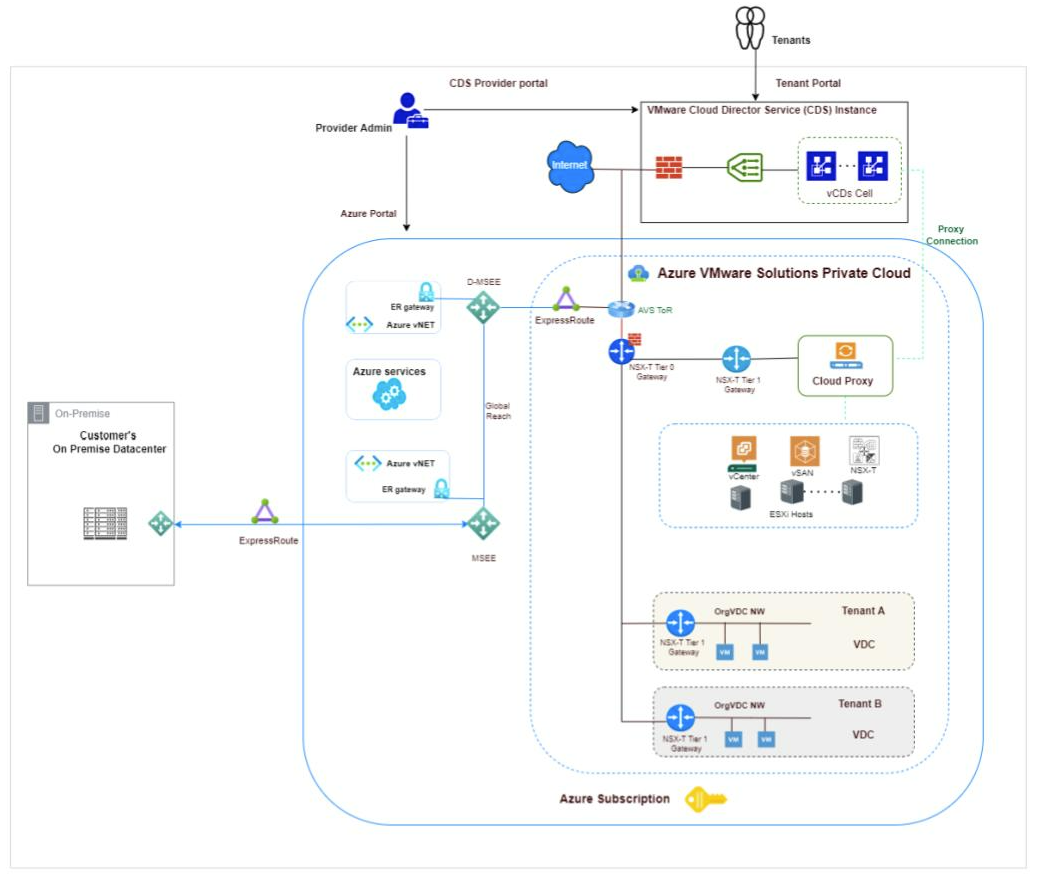 Tenants
CDS Provider portal
Tenant Portal
VMware Cloud Director Service (CDS) Instance
Provider Admin
Internet
vCDs Cell
Azure Portal
Proxy
Connection
Azure VMware Solutions Private Cloud
D-MSEE
ER gateway
Azure vNET
ExpressRoute
AVS ToR
NSX-T Tier 0
Gateway
NSX-T Tier 1
Gateway
Cloud Proxy
Azure services
Global
Reach
On-Premise
Customer's
On Premise Datacenter
Azure vNET
ER gateway
vCenter
vSAN
NSX-T
ESXi Hosts
ExpressRoute
MSEE
OrgVDC NW
Tenant A
NSX-T Tier 1
Gateway
VM
VM
VDC
OrgVDC NW
Tenant B
NSX-T Tier 1
Gateway
VM
VM
VDC
Azure Subscription